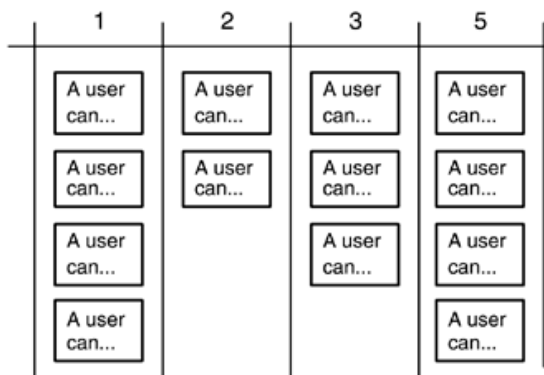 1 2 3 5
A user A user A user A user
can... can... can... can...
A user A user A user A user
can... can... can... can...
A user A user A user
can... can... can...
A user A user
can... can...